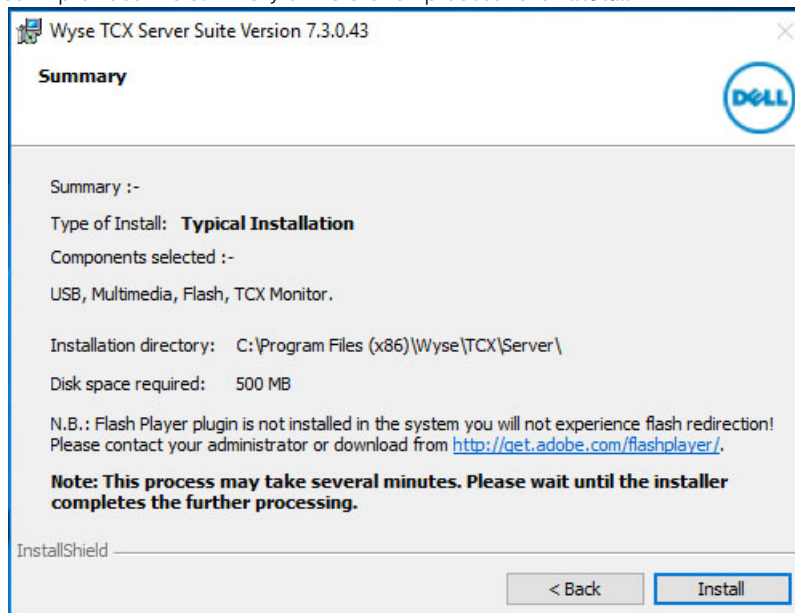 Wyse TCX Server Suite Version 7.3.0.43
Summary
DELL
Summary :-
Type of Install: Typical Installation
Components selected :-
USB, Multimedia, Flash, TCX Monitor.
Installation directory: C:\Program Files (x86)\Wyse\TCX\Server\
Disk space required: 500 MB
N.B.: Flash Player plugin is not installed in the system you will not experience flash redirection!
Please contact your administrator or download from http://get.adobe.com/flashplayer/.
Note: This process may take several minutes. Please wait until the installer
completes the further processing.
InstallShield
< Back Install